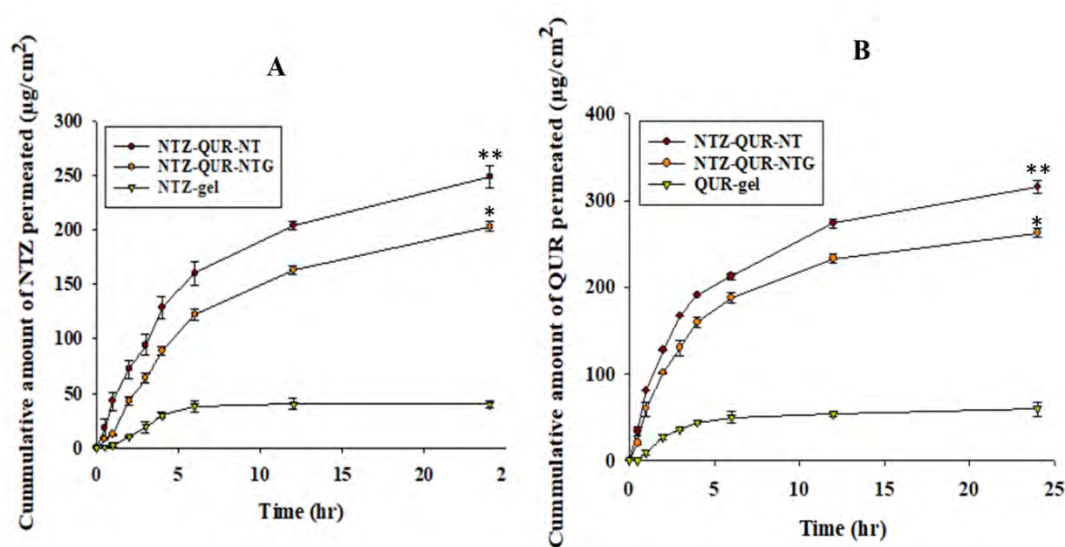 A
Cummulative amount of NTZ permeated (µg/cm²)
300
250
200
150
100
50
0
NTZ-QUR-NT
NTZ-QUR-NTG
NTZ-gel
**
*
0 5 10 15 20 2
Time (hr)
B
Cummulative amount of QUR permeated (µg/cm²)
400
300
200
100
0
NTZ-QUR-NT
NTZ-QUR-NTG
QUR-gel
**
*
0 5 10 15 20 25
Time (hr)